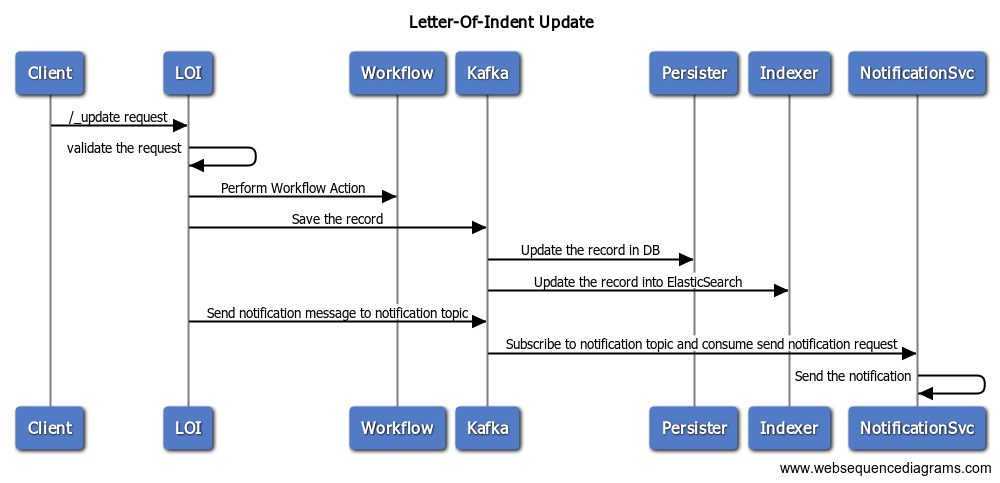 Letter-Of-Indent Update
Client LOI Workflow Kafka Persister Indexer NotificationSvc
/_update request
validate the request
Perform Workflow Action
Save the record
Update the record in DB
Update the record into ElasticSearch
Send notification message to notification topic
Subscribe to notification topic and consume send notification request
Send the notification
Client LOI Workflow Kafka Persister Indexer NotificationSvc
www.websequencediagrams.com